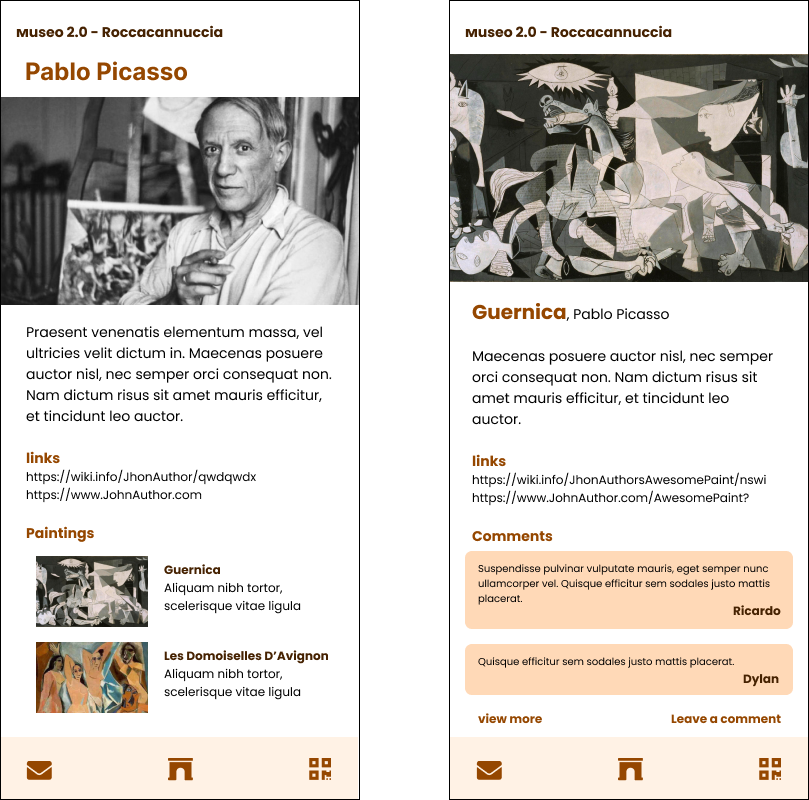 Museo 2.0 - Roccacannuccia
Pablo Picasso
Praesent venenatis elementum massa, vel
ultricies velit dictum in. Maecenas posuere
auctor nisl, nec semper orci consequat non.
Nam dictum risus sit amet mauris efficitur,
et tincidunt leo auctor.
links
https://wiki.info/JhonAuthor/qwdqwdx
https://www.JohnAuthor.com
Paintings
Guernica
Aliquam nibh tortor,
scelerisque vitae ligula
Les Domoiselles D’Avignon
Aliquam nibh tortor,
scelerisque vitae ligula
Museo 2.0 - Roccacannuccia
Guernica, Pablo Picasso
Maecenas posuere auctor nisl, nec semper
orci consequat non. Nam dictum risus sit
amet mauris efficitur, et tincidunt leo
auctor.
links
https://wiki.info/JhonAuthorsAwesomePaint/nswi
https://www.JohnAuthor.com/AwesomePaint?
Comments
Suspendisse pulvinar vulputate mauris, eget semper nunc
ullamcorper vel. Quisque efficitur sem sodales justo mattis
placerat.
Ricardo
Quisque efficitur sem sodales justo mattis placerat.
Dylan
view more
Leave a comment